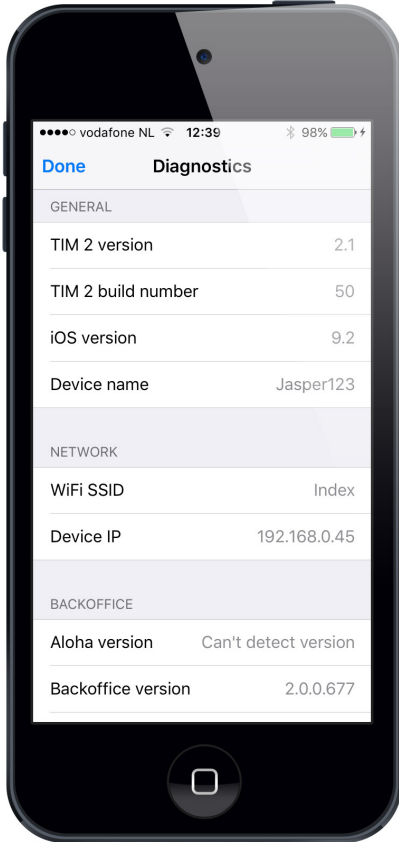 vodafone NL 12:39 98%
Done Diagnostics
GENERAL
TIM 2 version 2.1
TIM 2 build number 50
iOS version 9.2
Device name Jasper123
NETWORK
WiFi SSID Index
Device IP 192.168.0.45
BACKOFFICE
Aloha version Can't detect version
Backoffice version 2.0.0.677